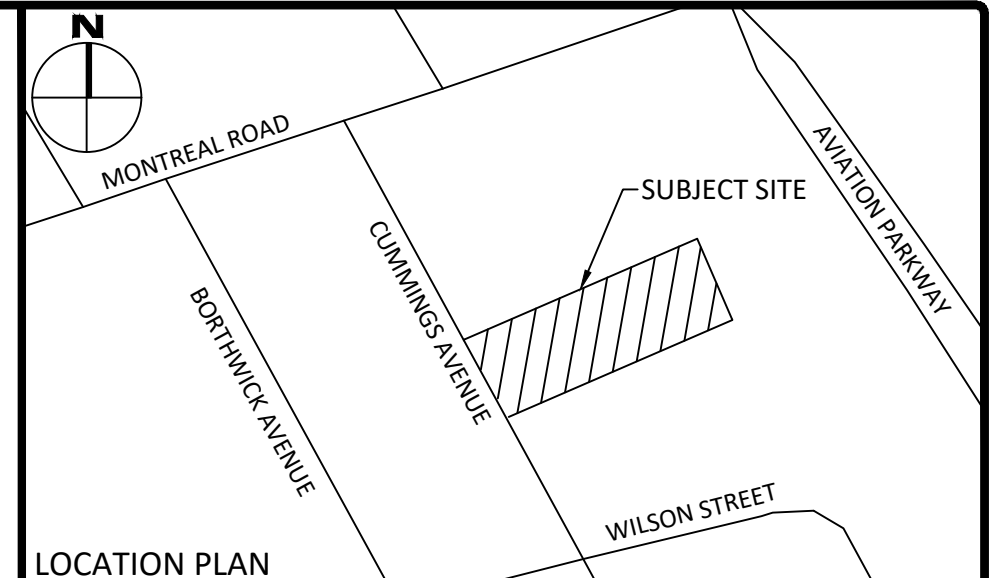 N
MONTREAL ROAD
SUBJECT SITE
AVIATION PARKWAY
CUMMINGS AVENUE
BORTHWICK AVENUE
WILSON STREET
LOCATION PLAN